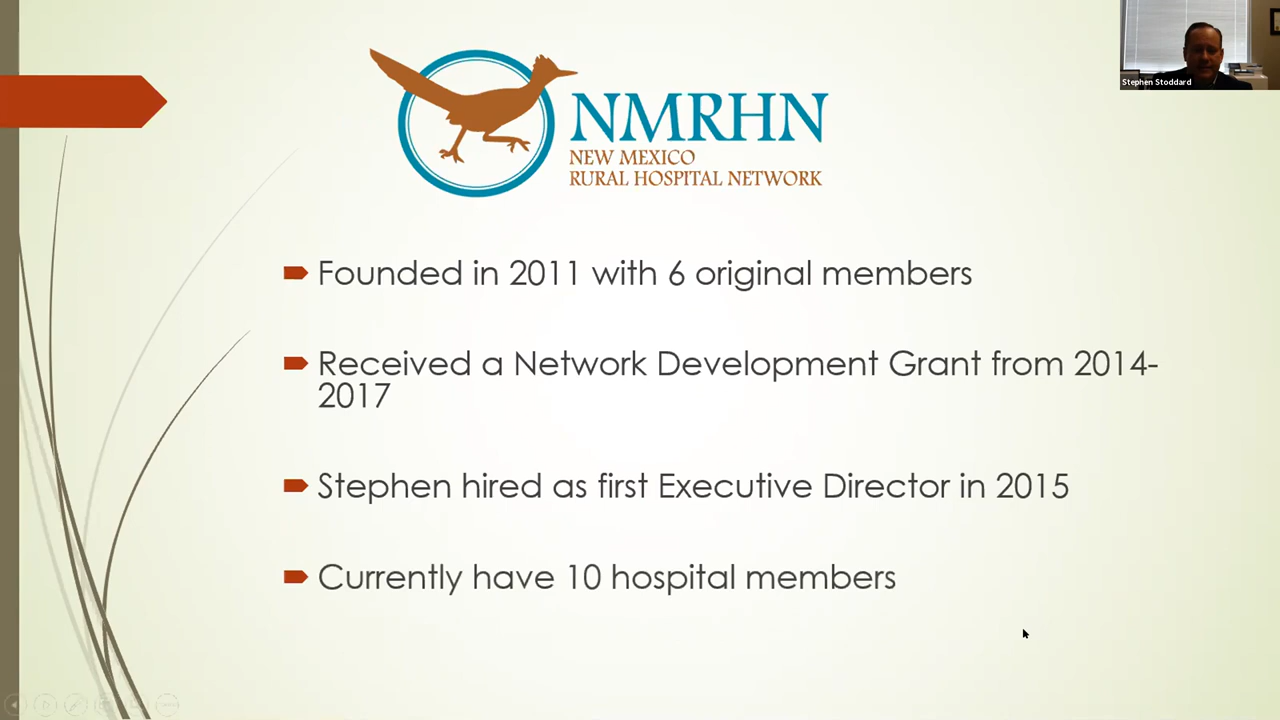 Stephen Stoddard
NMRHN
NEW MEXICO
RURAL HOSPITAL NETWORK
Founded in 2011 with 6 original members
Received a Network Development Grant from 2014-
2017
Stephen hired as first Executive Director in 2015
Currently have 10 hospital members